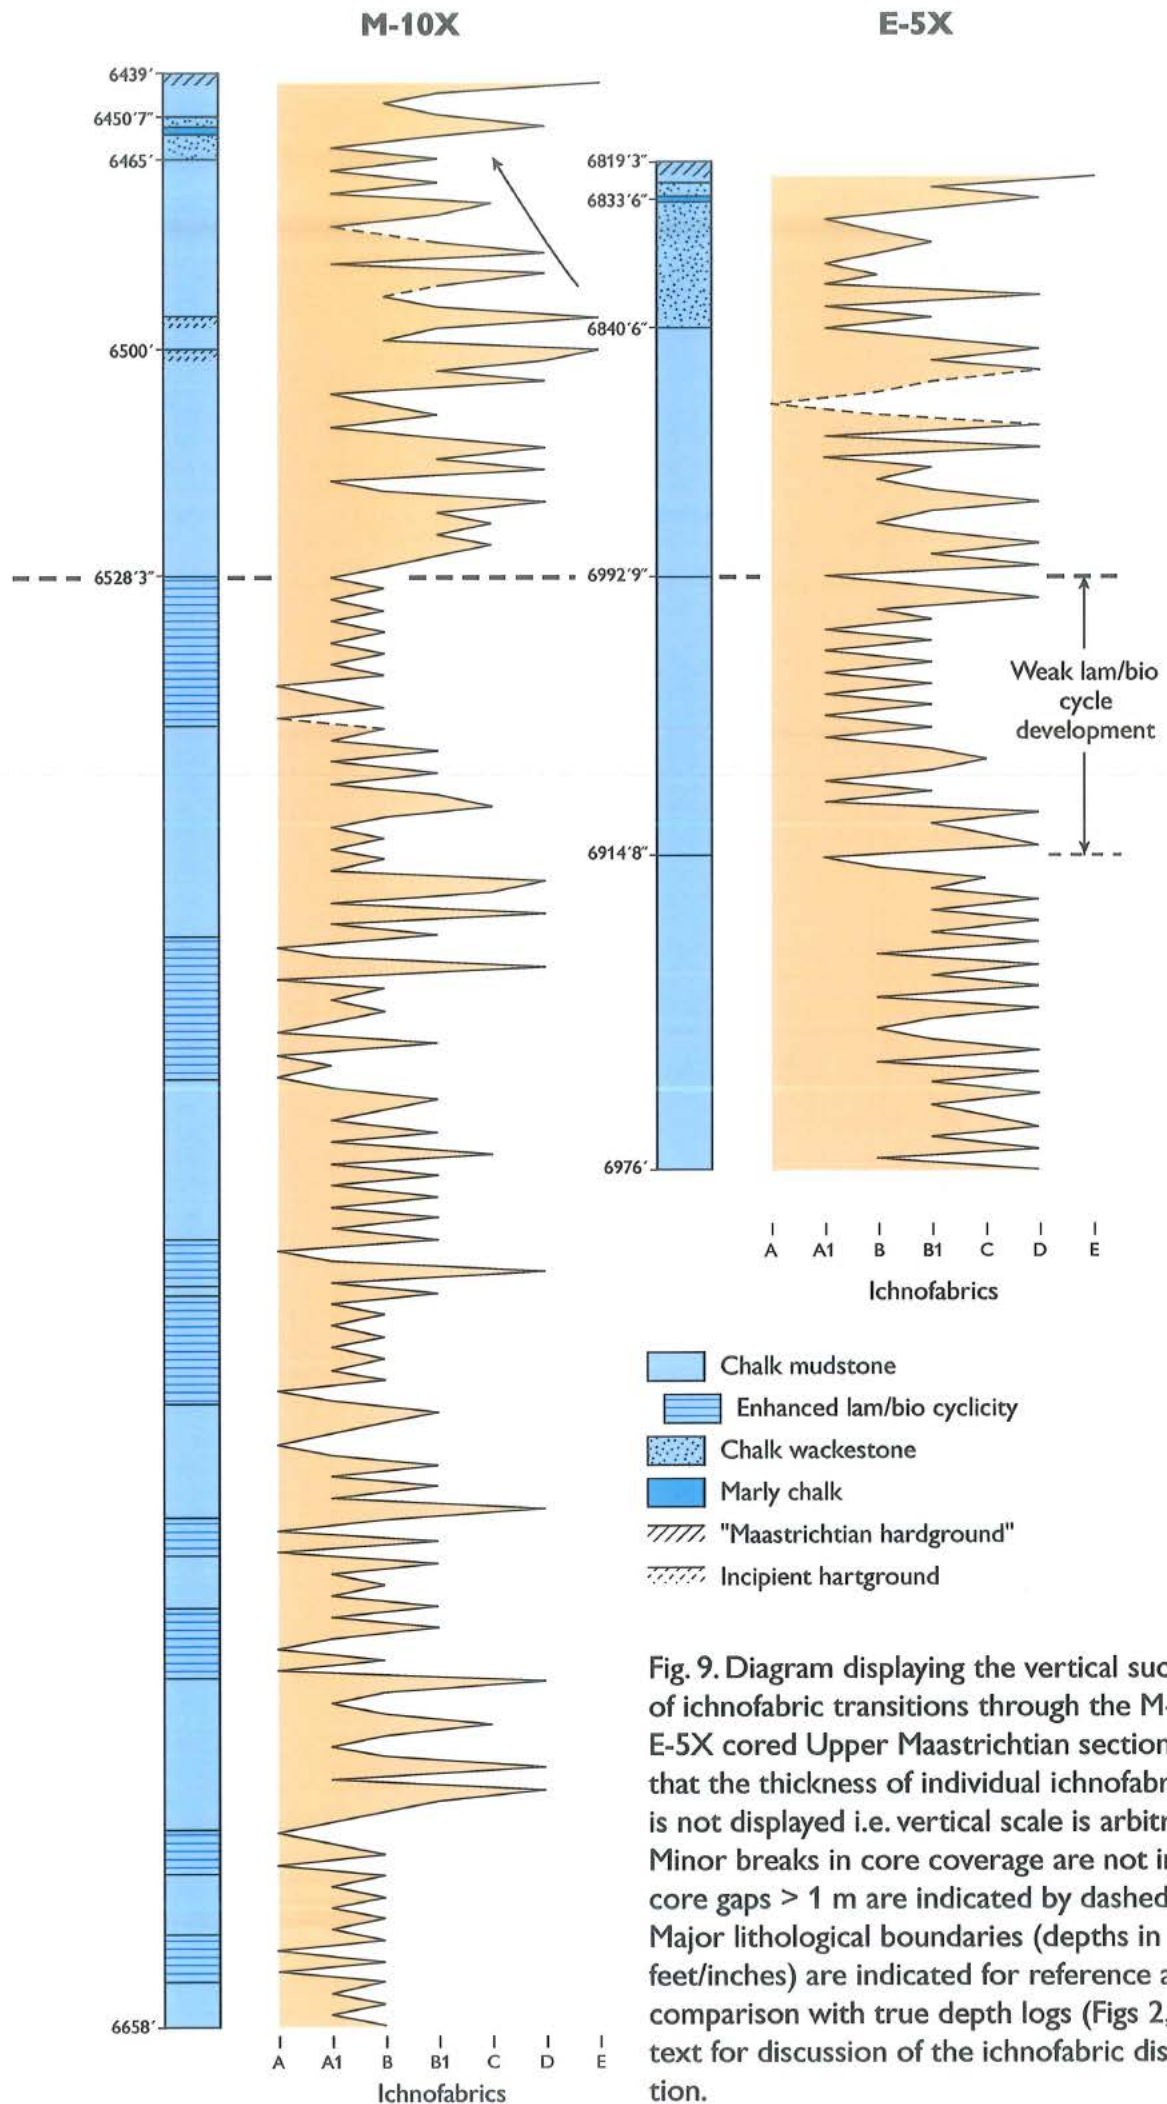 M-10X
E-5X
6439′
6450′7″
6465′
6500′
6528′3″
6658′
A A1 B B1 C D E
Ichnofabrics
6819′3″
6833′6″
6840′6″
6992′9″
6914′8″
6976′
Weak lam/bio
cycle
development
A A1 B B1 C D E
Ichnofabrics
Chalk mudstone
Enhanced lam/bio cyclicity
Chalk wackestone
Marly chalk
"Maastrichtian hardground"
Incipient hartground
Fig. 9. Diagram displaying the vertical suc
of ichnofabric transitions through the M-
E-5X cored Upper Maastrichtian section
that the thickness of individual ichnofabr
is not displayed i.e. vertical scale is arbitr
Minor breaks in core coverage are not in
core gaps > 1 m are indicated by dashed
Major lithological boundaries (depths in
feet/inches) are indicated for reference a
comparison with true depth logs (Figs 2,
text for discussion of the ichnofabric dis
tion.